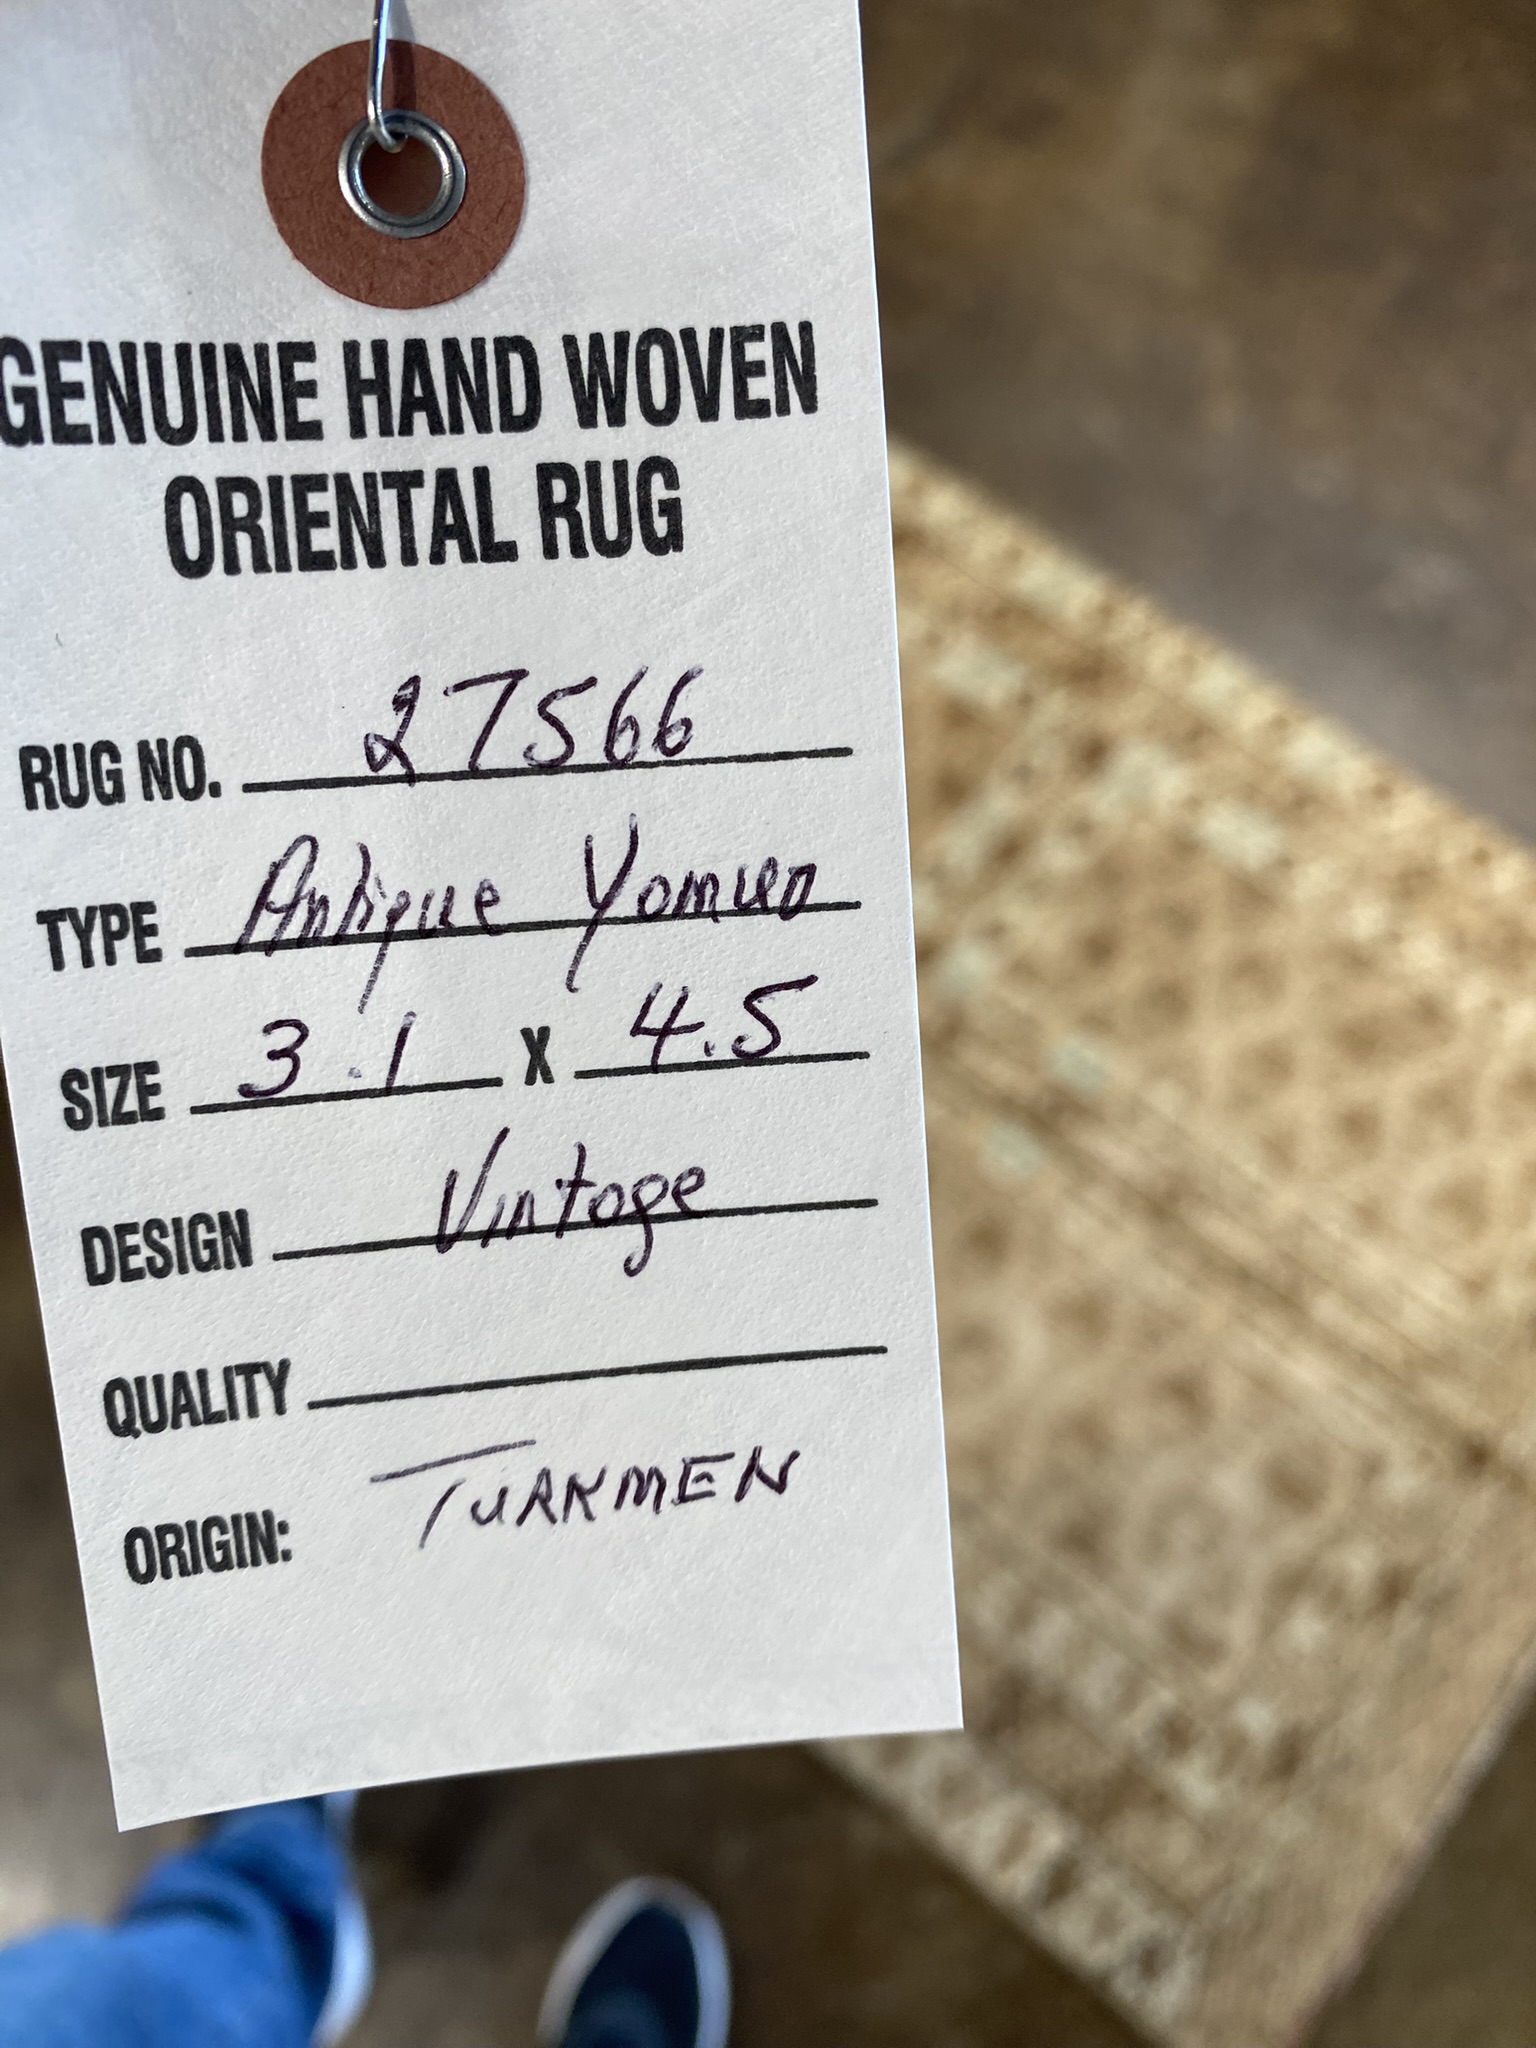 GENUINE HAND WOVEN
ORIENTAL RUG
RUG NO. 27566
TYPE Antique Yomud
SIZE 3.1 X 4.5
DESIGN Vintage
QUALITY
ORIGIN: TURKMEN